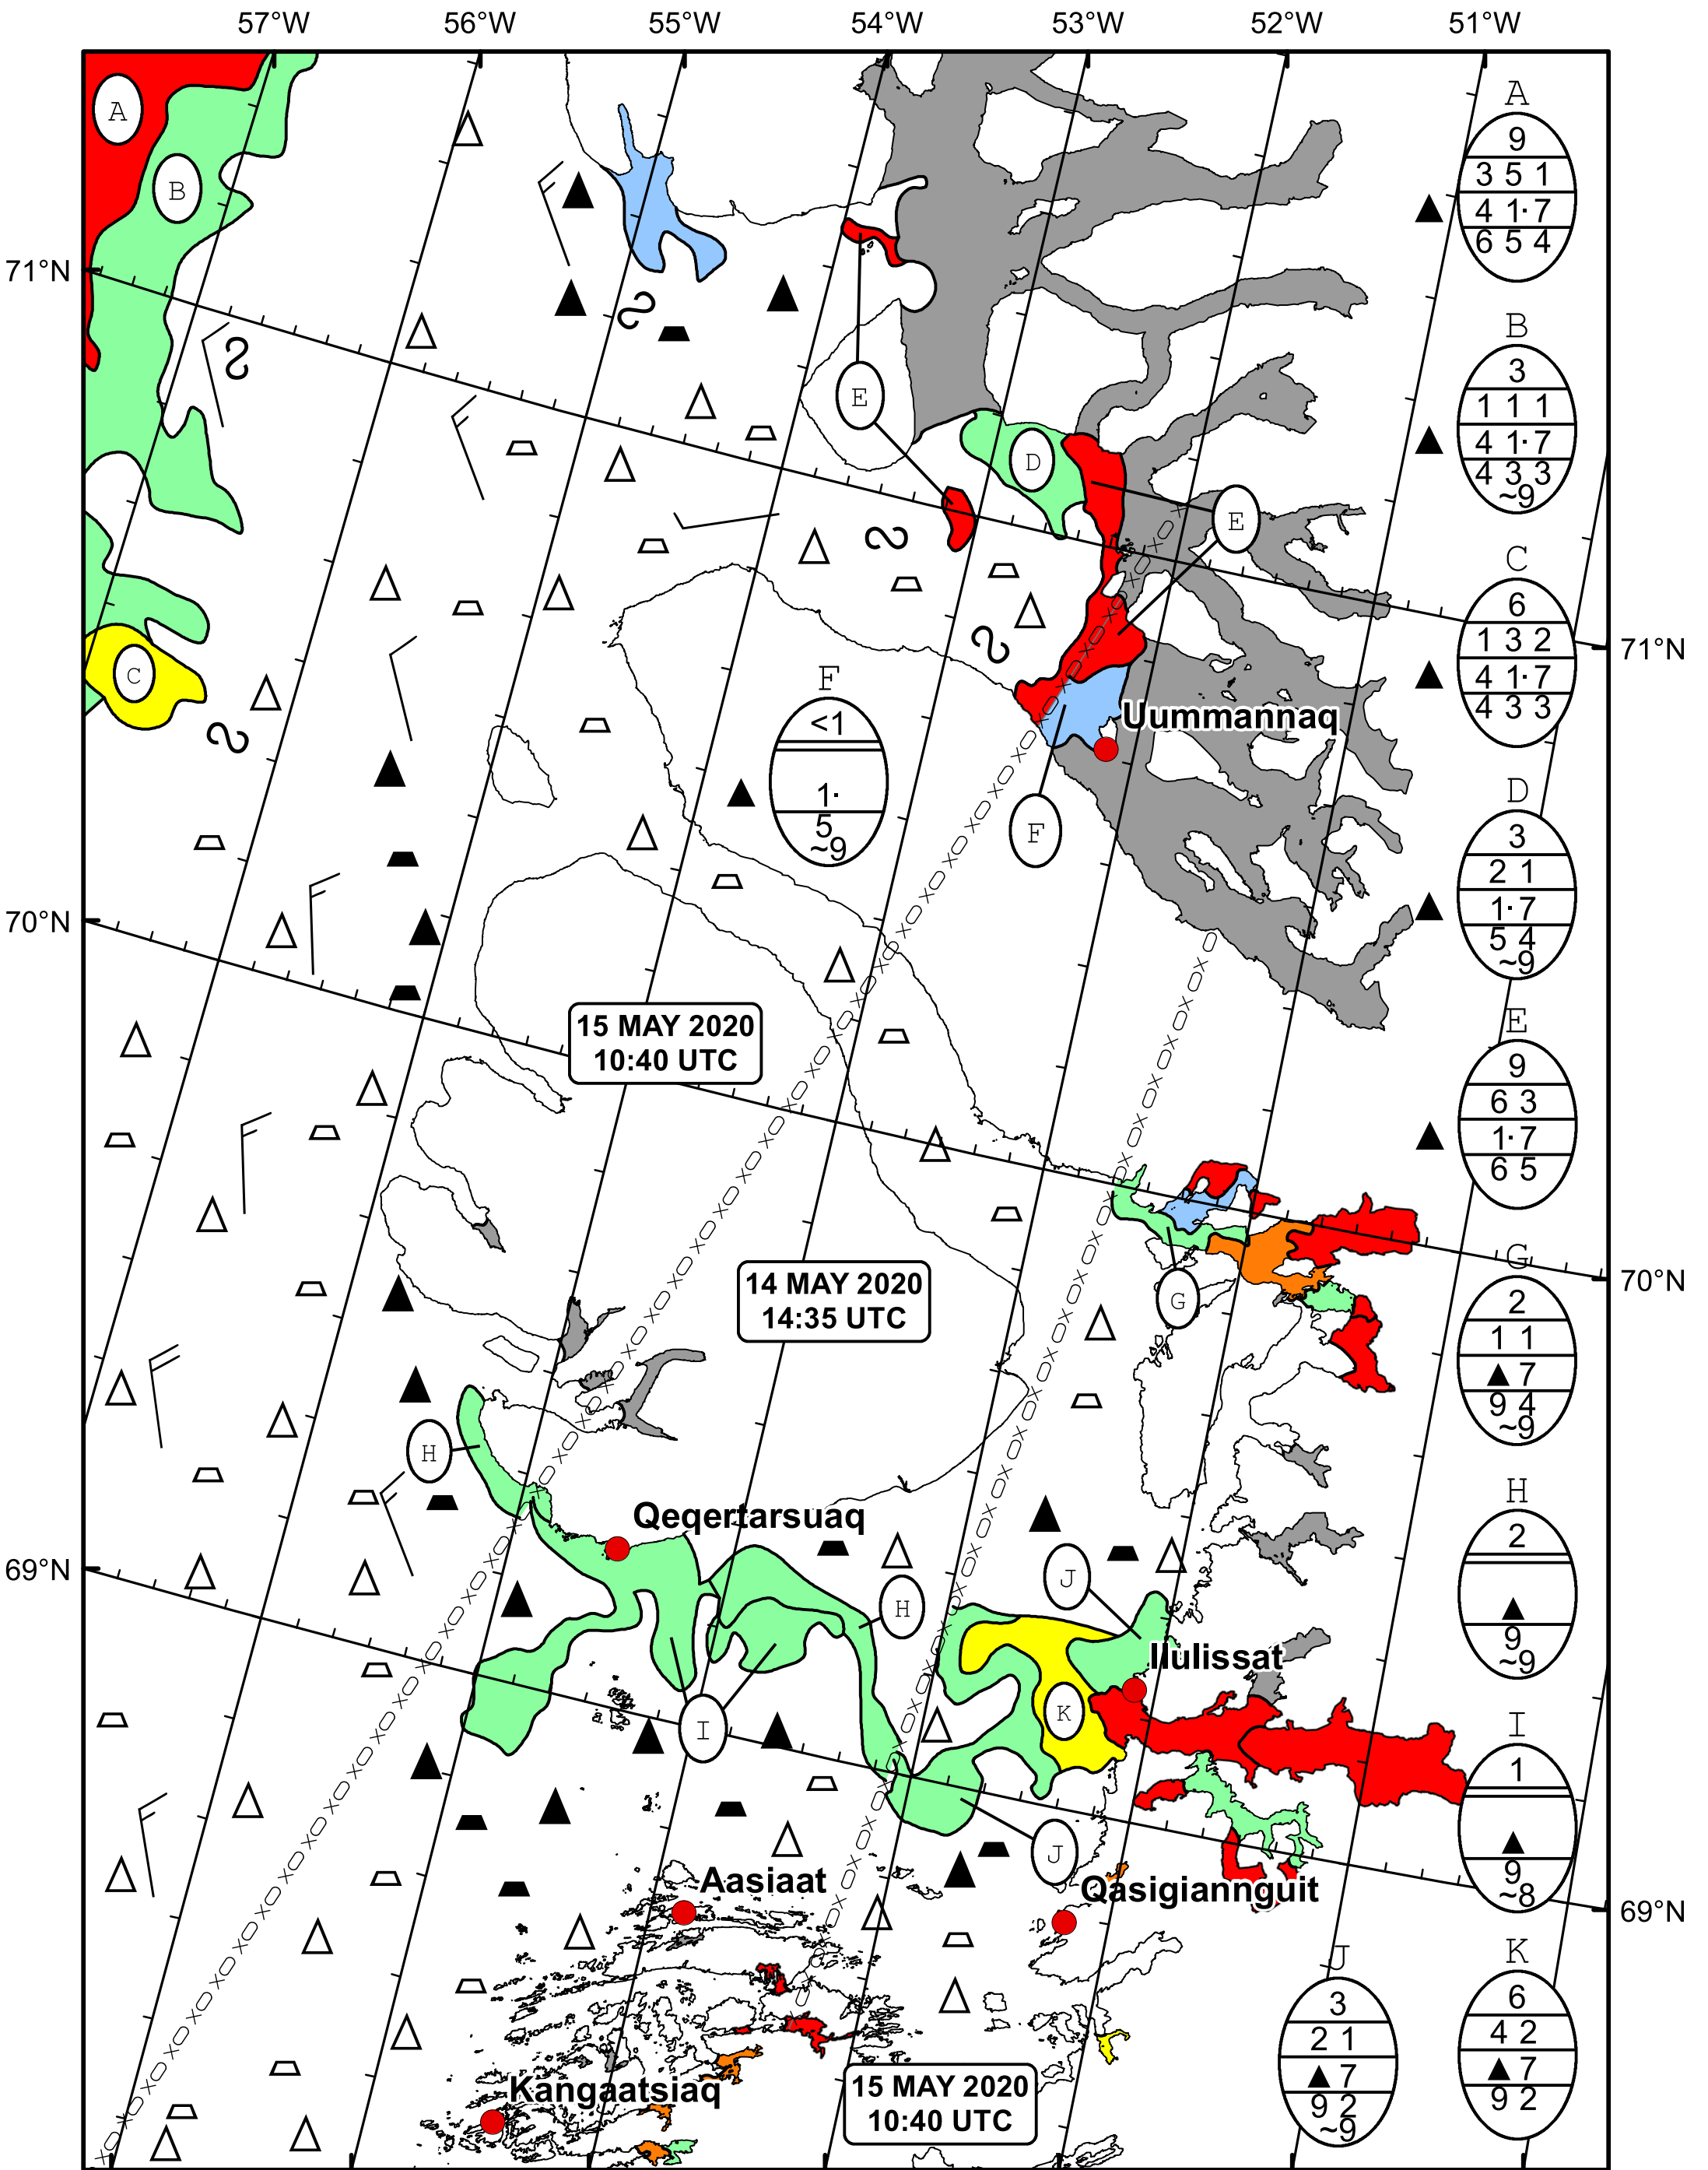 57°W 56°W 55°W 54°W 53°W 52°W 51°W
A
A
9
3 5 1
4 1· 7
6 5 4
B
71°N
B
3
1 1 1
4 1· 7
4 3 3
~9
E
D
E
C
6
1 3 2
4 1· 7
4 3 3
71°N
C
F
<1
1·
5
~9
Uummannaq
F
D
3
2 1
1· 7
5 4
~9
70°N
15 MAY 2020
10:40 UTC
E
9
6 3
1· 7
6 5
14 MAY 2020
14:35 UTC
G
70°N
G
2
1 1
7
9 4
~9
H
Qeqertarsuaq
H
2
9
~9
69°N
J
H
Ilulissat
K
I
I
1
9
~8
J
Aasiaat
Qasigiannguit
69°N
J
3
2 1
7
9 2
~9
K
6
4 2
7
9 2
Kangaatsiaq
15 MAY 2020
10:40 UTC